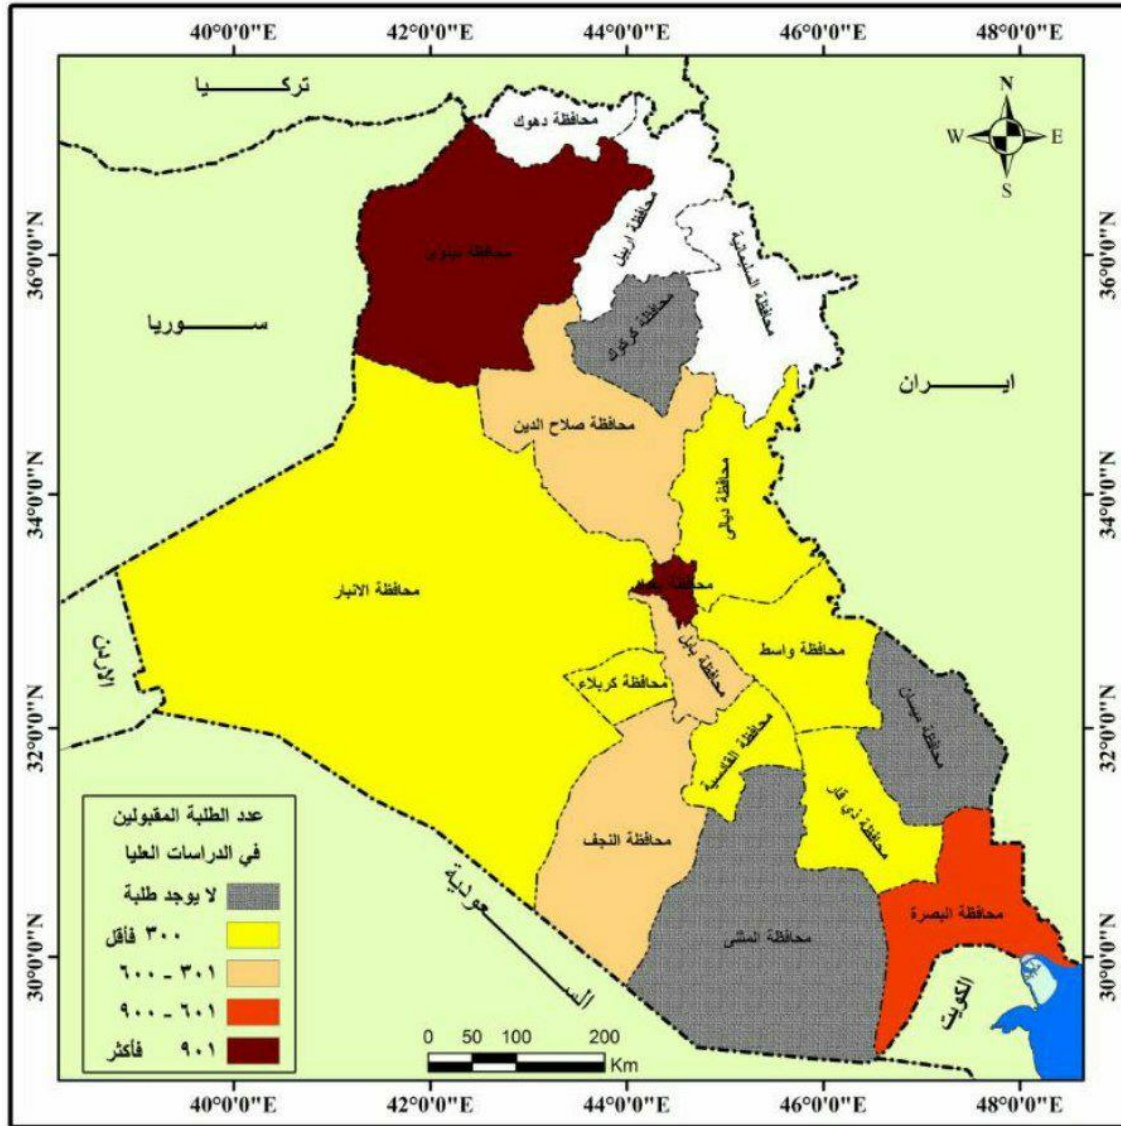 40°0'0"E 42°0'0"E 44°0'0"E 46°0'0"E 48°0'0"E
N
W E
S
تركـــــــيا
محافظة دهوك
محافظة اربيل
محافظة السليمانية
محافظة نينوى
36°0'0"N 36°0'0"N
ســـــــوريا
محافظة كركوك
ايـــــــران
محافظة صلاح الدين
34°0'0"N 34°0'0"N
محافظة ديالى
محافظة
محافظة الانبار
محافظة واسط
محافظة بابل
محافظة كربلاء
الاردن
محافظة ميسان
محافظة القادسية
32°0'0"N 32°0'0"N
محافظة ذي قار
محافظة النجف
محافظة البصرة
محافظة المثنى
الســـــــعودية
الكويت
30°0'0"N 30°0'0"N
عدد الطلبة المقبولين
في الدراسات العليا
لا يوجد طلبة
٣٠٠ فأقل
٣٠١ - ٦٠٠
٦٠١ - ٩٠٠
٩٠١ فأكثر
0 50 100 200
Km
40°0'0"E 42°0'0"E 44°0'0"E 46°0'0"E 48°0'0"E